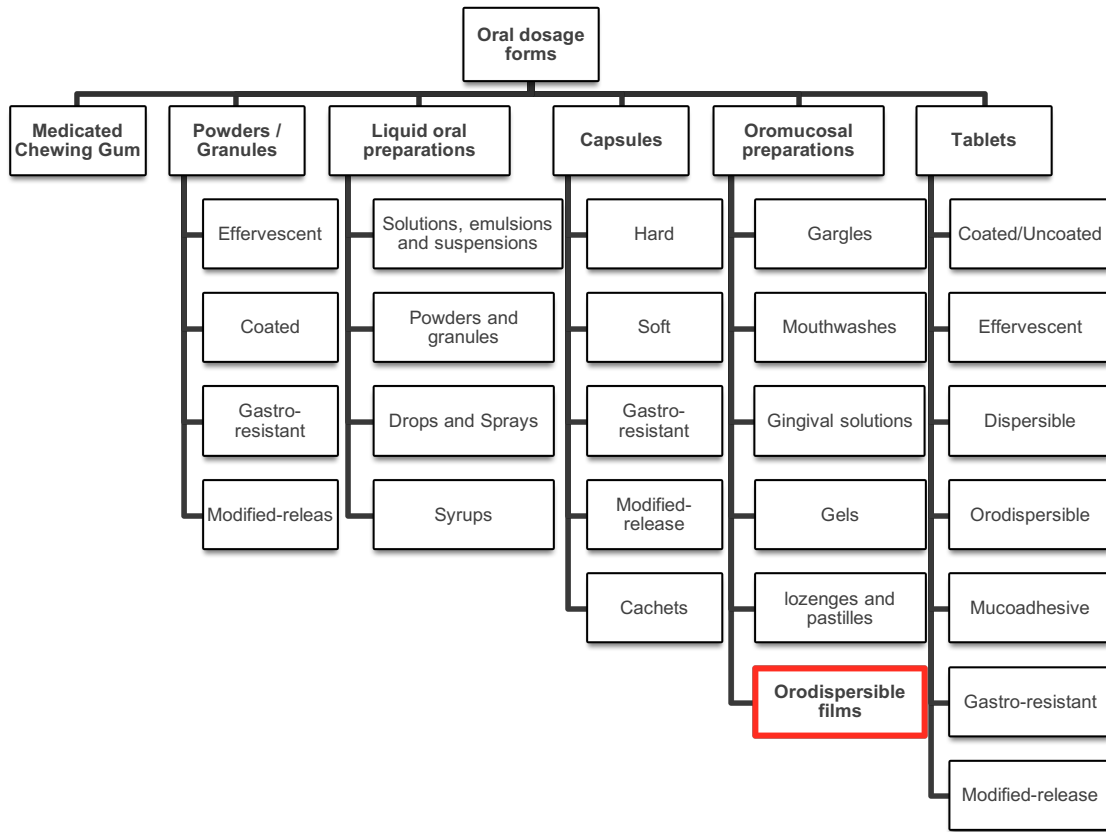 Oral dosage
forms
Medicated
Chewing Gum
Powders /
Granules
Liquid oral
preparations
Capsules
Oromucosal
preparations
Tablets
Effervescent
Coated
Gastro-
resistant
Modified-releas
Solutions, emulsions
and suspensions
Powders and
granules
Drops and Sprays
Syrups
Hard
Soft
Gastro-
resistant
Modified-
release
Cachets
Gargles
Mouthwashes
Gingival solutions
Gels
lozenges and
pastilles
Orodispersible
films
Coated/Uncoated
Effervescent
Dispersible
Orodispersible
Mucoadhesive
Gastro-resistant
Modified-release